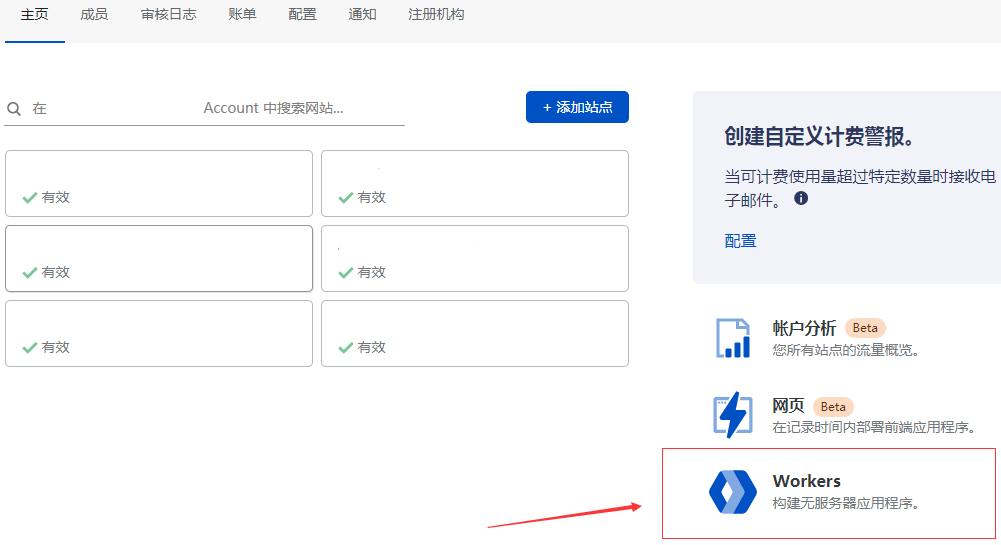 主页 成员 审核日志 账单 配置 通知 注册机构
在 Account 中搜索网站...
+ 添加站点
有效 有效
有效 有效
有效 有效
创建自定义计费警报。
当可计费使用量超过特定数量时接收电
子邮件。
配置
帐户分析 Beta
您所有站点的流量概览。
网页 Beta
在记录时间内部署前端应用程序。
Workers
构建无服务器应用程序。